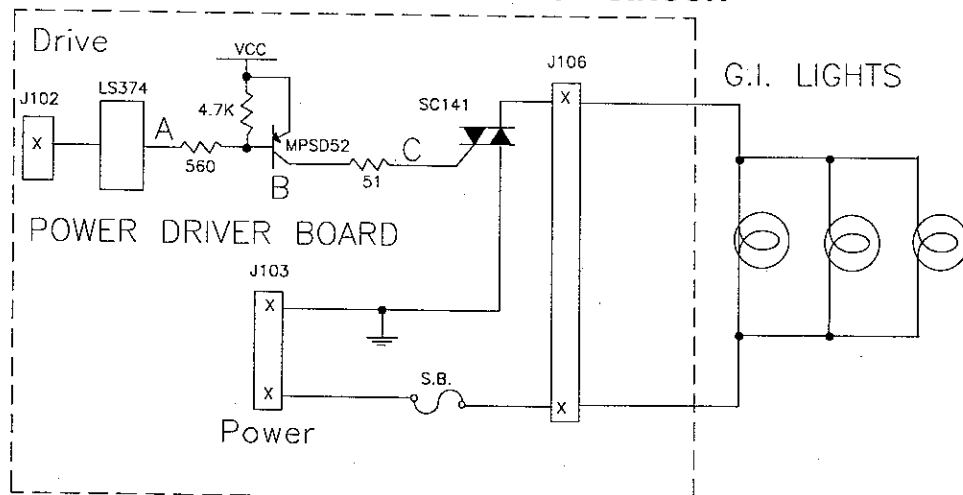 Drive
VCC
J106
G.I. LIGHTS
J102
LS374
4.7K
SC141
X
A
MPSD52
C
X
560
B
51
POWER DRIVER BOARD
J103
X
S.B.
X
X
Power